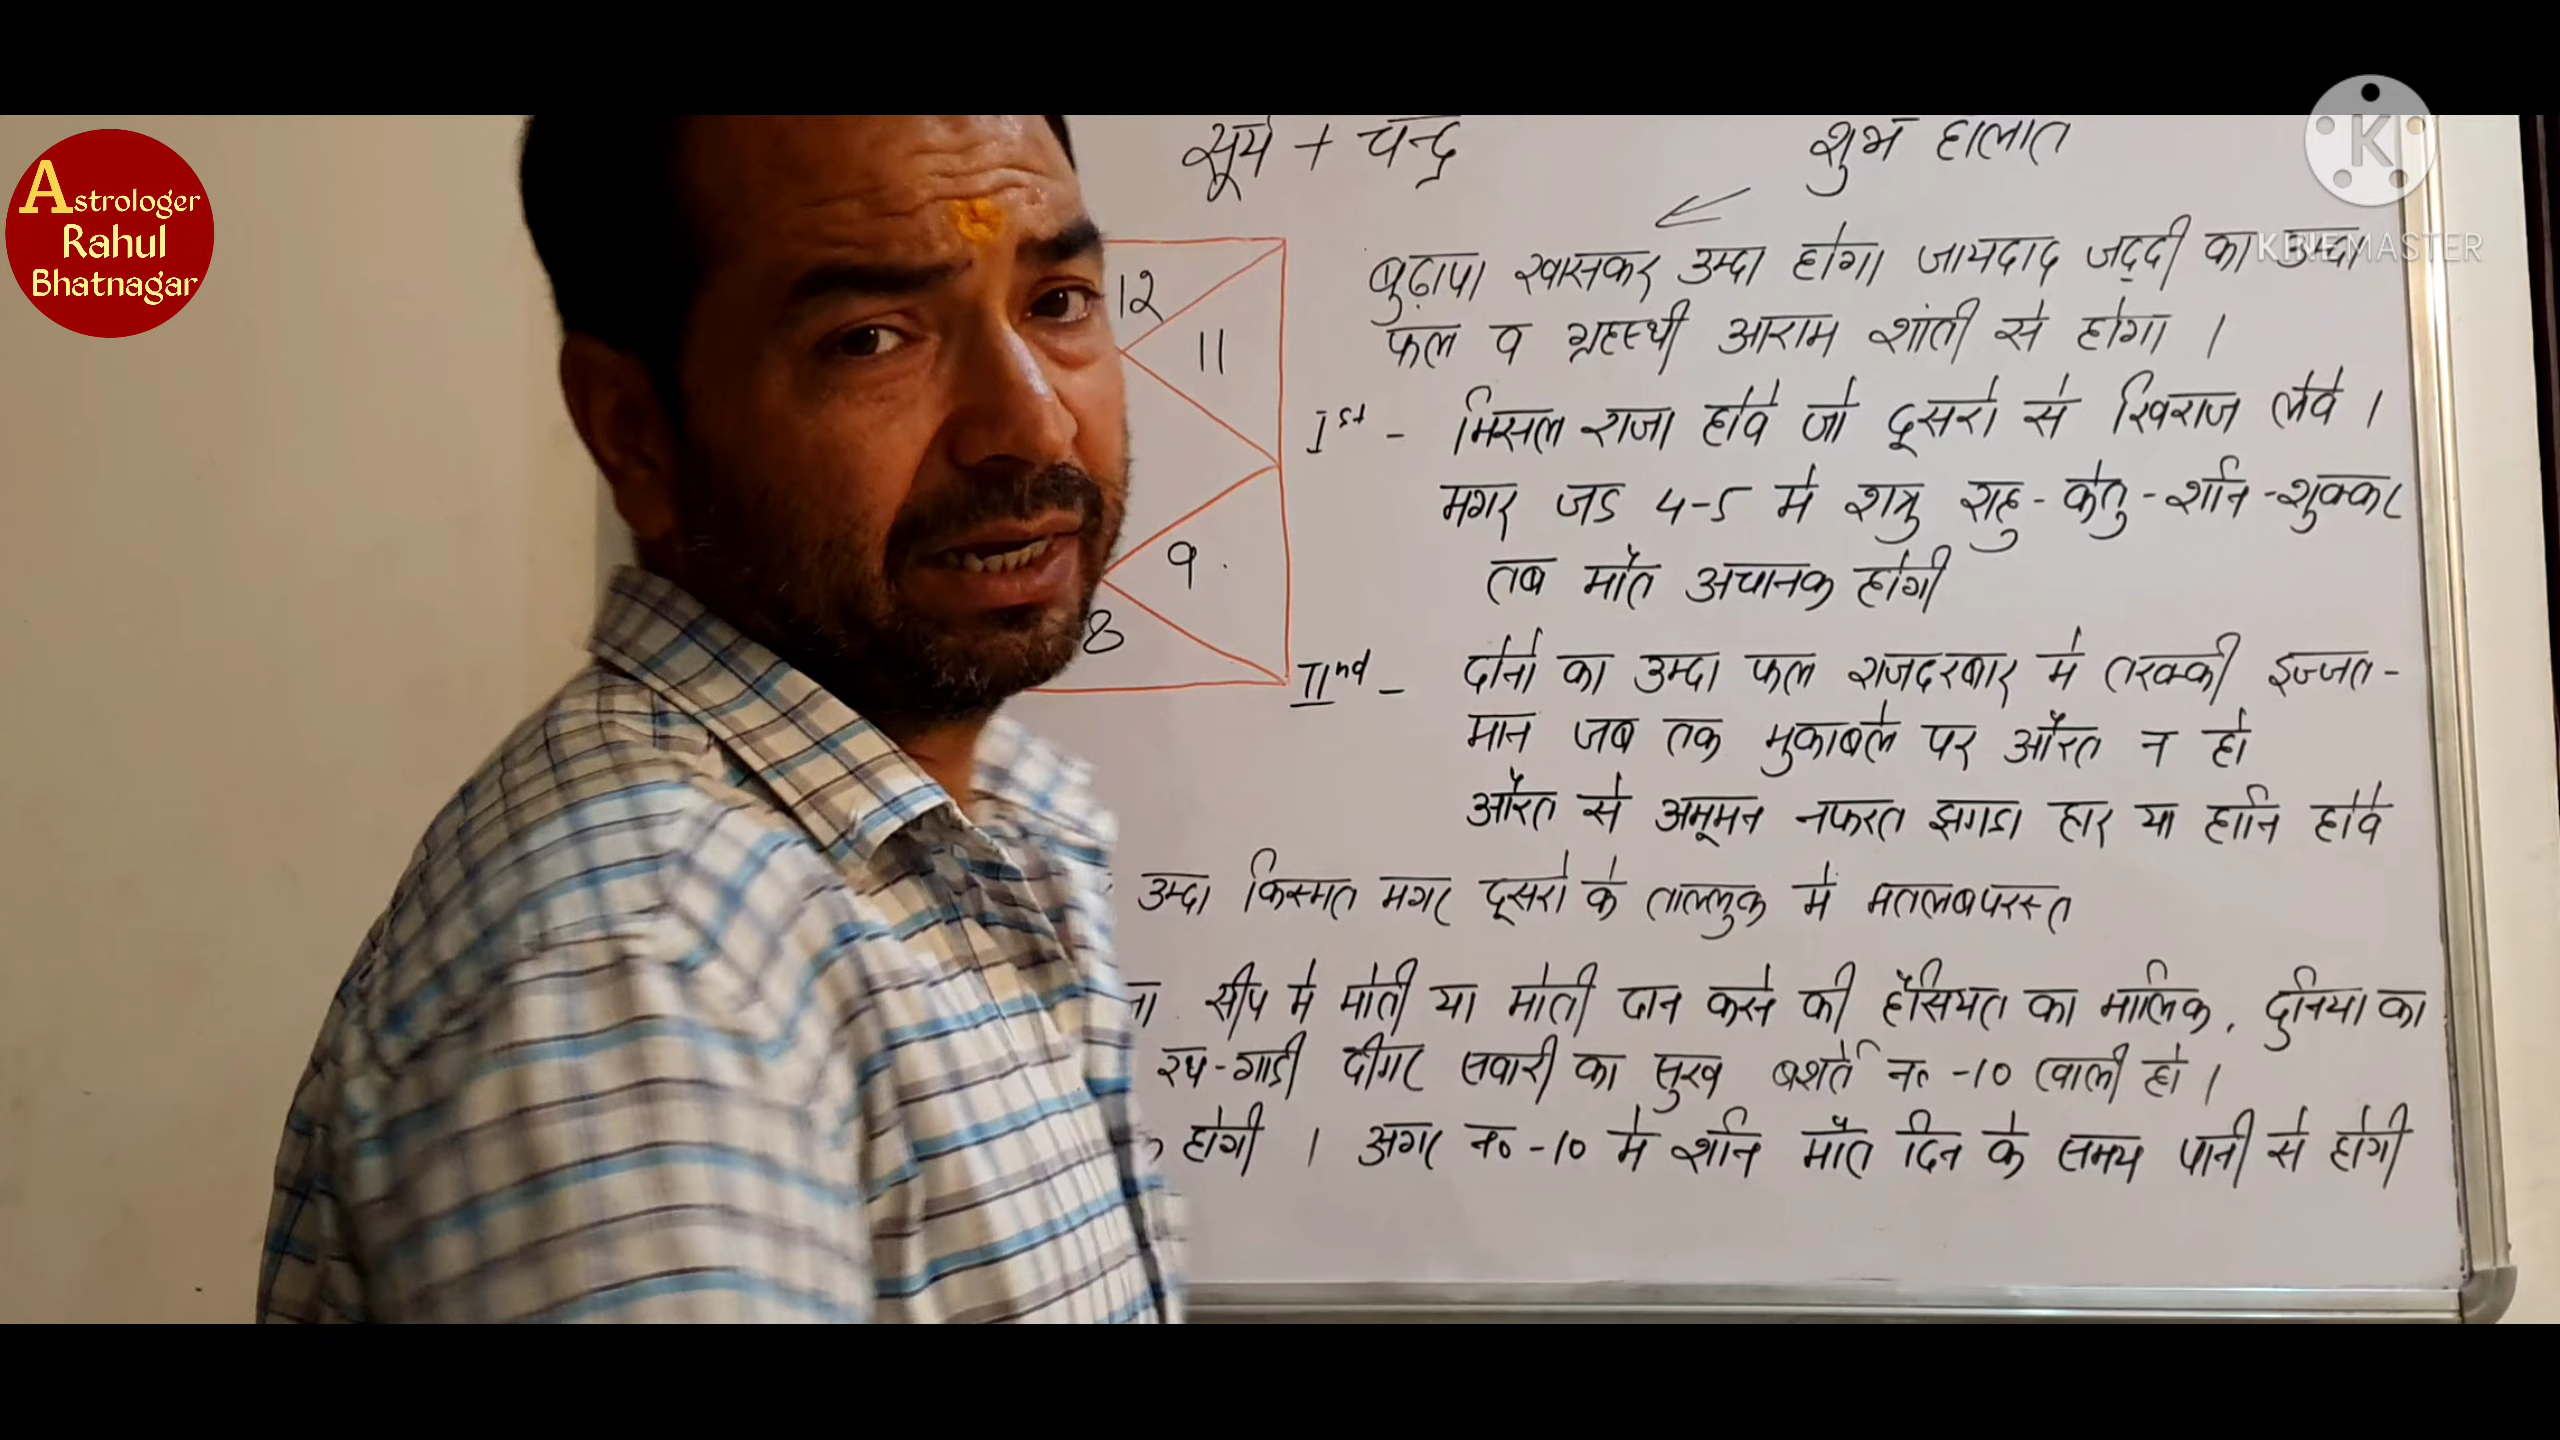 Astrologer
Rahul
Bhatnagar
KINEMASTER
सूर्य + चन्द्र
शुभ हालात
12
11
9
8
बुढ़ापा खासकर उम्दा होगा जायदाद जद्दी का उम्दा
फल व ग्रहस्थी आराम शांती से होगा ।
Ist - मिसल राजा होवे जो दूसरो से खिराज लेवे ।
मगर जड 4-5 मे शत्रु राहु - केतु - शनि - शुक्कर
तब मौत अचानक होगी
IInd - दोनो का उम्दा फल राजदरबार मे तरक्की इज्जत -
मान जब तक मुकाबले पर औरत न हो
औरत से अमूमन नफरत झगडा हार या हानि होवे
उम्दा किस्मत मगर दूसरो के ताल्लुक मे मतलबपरस्त
सीप मे मोती या मोती दान करने की हैसियत का मालिक, दुनिया का
रथ-गाडी दीगर सवारी का सुख बशर्ते न० -10 खाली हो ।
होगी । अगर न० -10 मे शनि मौत दिन के समय पानी से होगी